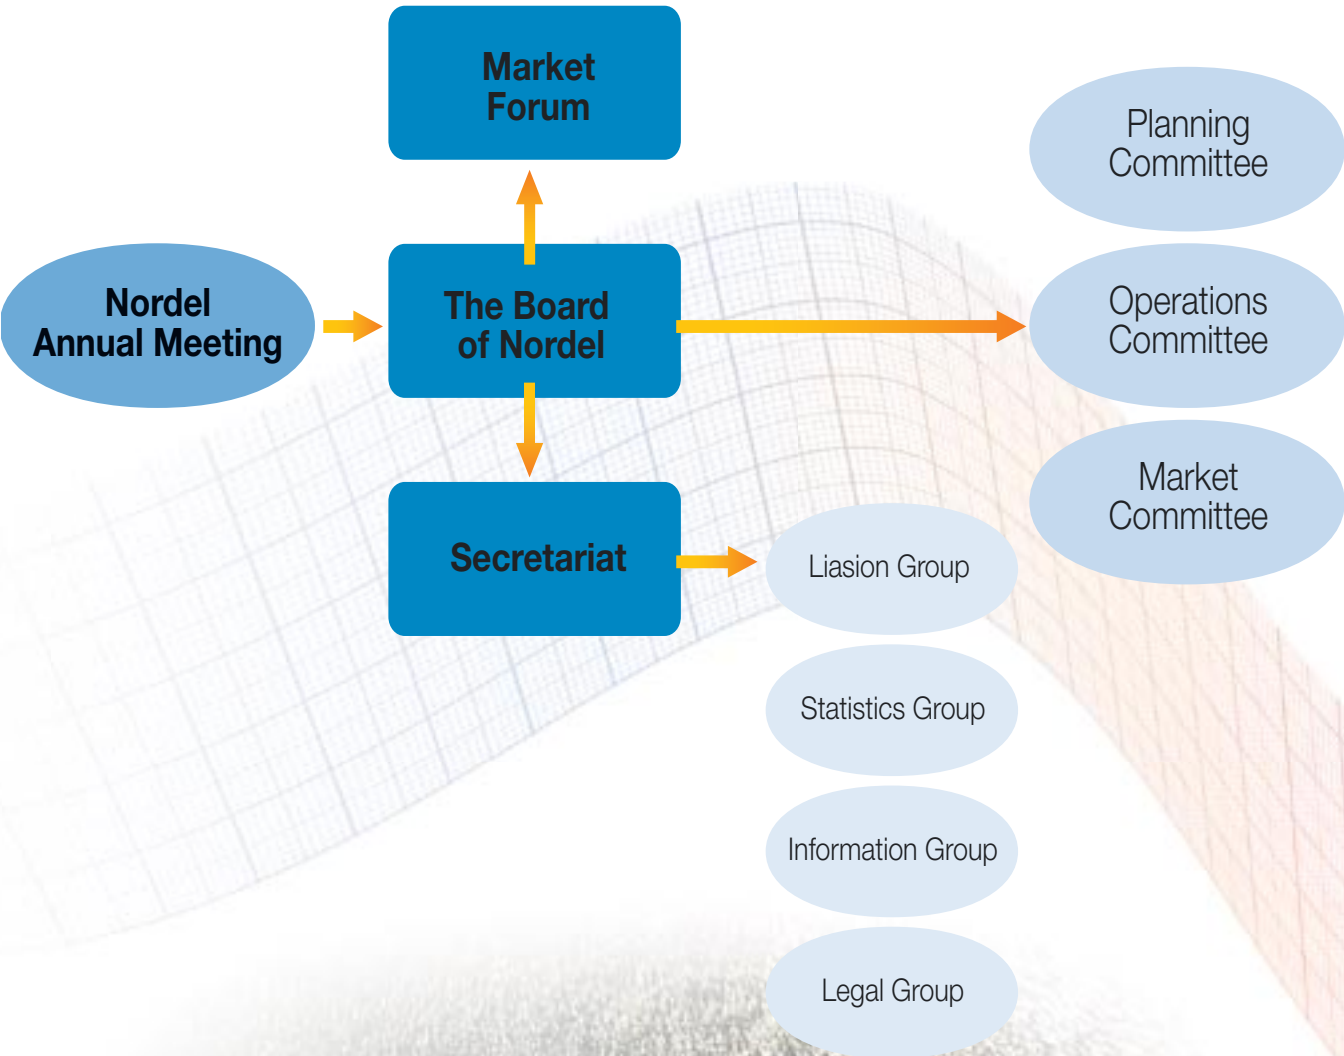 Market
Forum
Planning
Committee
Nordel
Annual Meeting
The Board
of Nordel
Operations
Committee
Market
Committee
Secretariat
Liasion Group
Statistics Group
Information Group
Legal Group